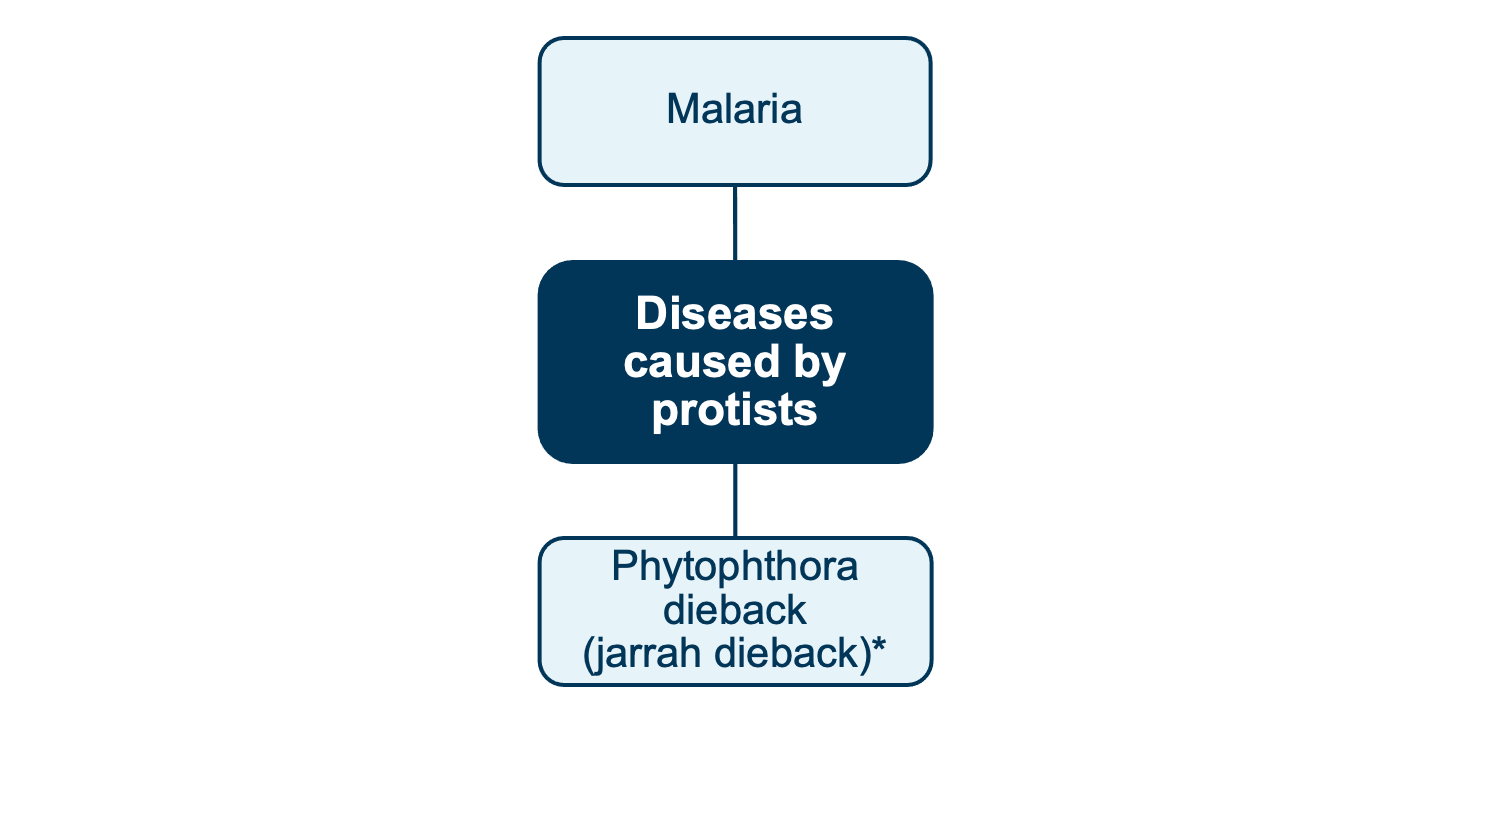 Malaria
Diseases
caused by
protists
Phytophthora
dieback
(jarrah dieback)*